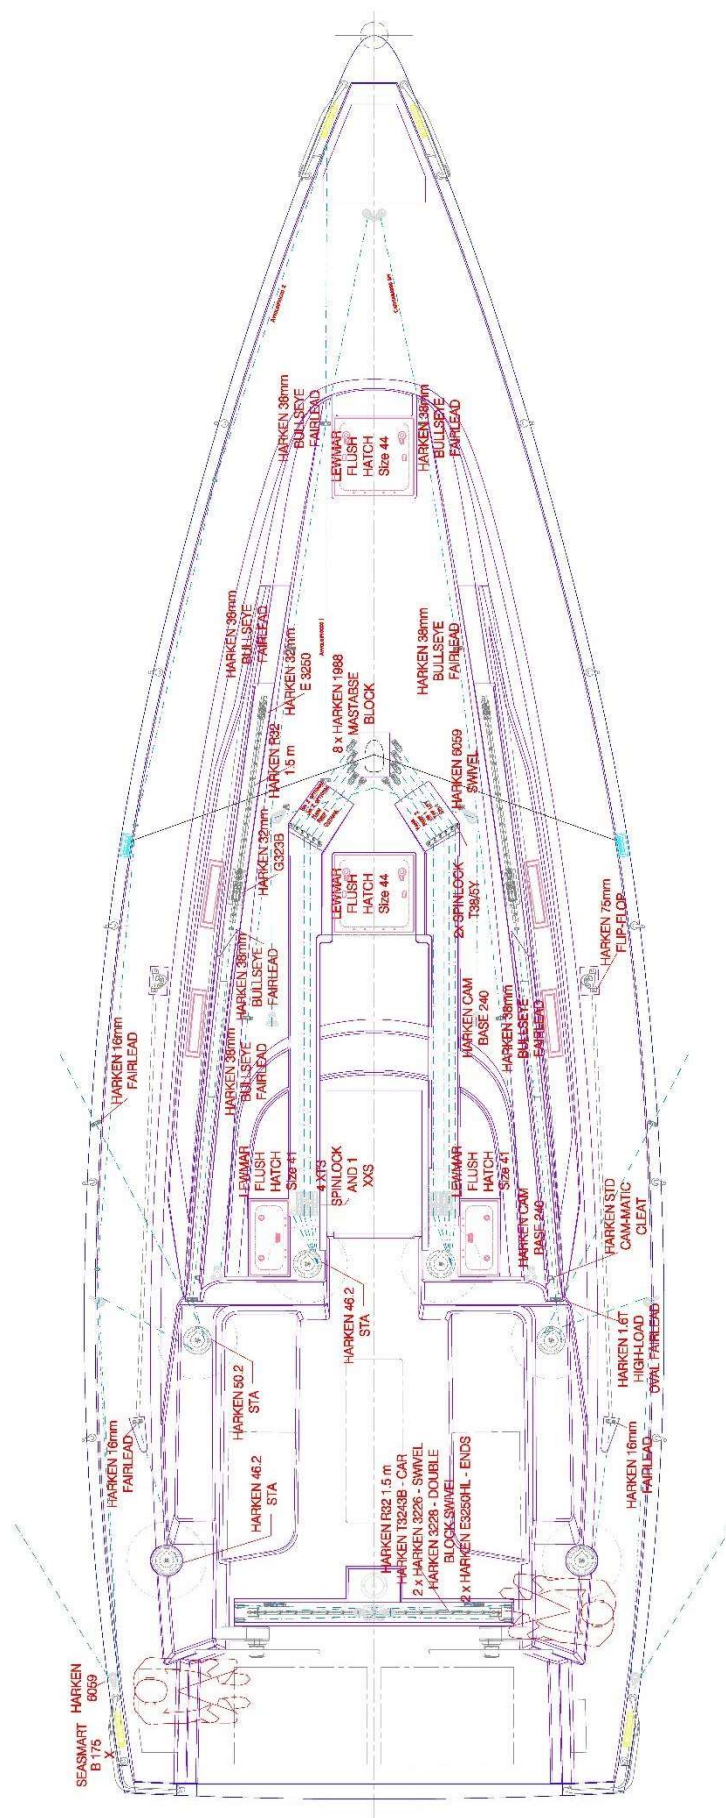 HARKEN 38mm
BULLSEYE
FAIRLEAD
LEWMAR
FLUSH
HATCH
Size 44
HARKEN 38mm
BULLSEYE
FAIRLEAD
HARKEN 38mm
BULLSEYE
FAIRLEAD
HARKEN 32mm
E 3250
HARKEN R32
1.5 m
8 x HARKEN 1988
MASTABSE
BLOCK
HARKEN 38mm
BULLSEYE
FAIRLEAD
HARKEN 6059
SWIVEL
HARKEN 32mm
G323B
LEWMAR
FLUSH
HATCH
Size 44
2x SPINLOCK
T38/5Y
HARKEN 75mm
FLIP-FLOP
HARKEN 38mm
BULLSEYE
FAIRLEAD
HARKEN CAM
BASE 240
HARKEN 38mm
BULLSEYE
FAIRLEAD
HARKEN 16mm
FAIRLEAD
HARKEN 38mm
BULLSEYE
FAIRLEAD
LEWMAR
FLUSH
HATCH
Size 41
4 XTS
SPINLOCK
AND 1
XXS
LEWMAR
FLUSH
HATCH
Size 41
HARKEN CAM
BASE 240
HARKEN STD
CAM-MATIC
CLEAT
HARKEN 46.2
STA
HARKEN 50.2
STA
HARKEN 1.6T
HIGH-LOAD
OVAL FAIRLEAD
HARKEN 16mm
FAIRLEAD
HARKEN 46.2
STA
HARKEN R32 1.5 m
HARKEN T3243B - CAR
2 x HARKEN 3226 - SWIVEL
HARKEN 3228 - DOUBLE
BLOCK SWIVEL
2 x HARKEN E3250HL - ENDS
HARKEN 16mm
FAIRLEAD
HARKEN
6059
SEASMART
B 175
X